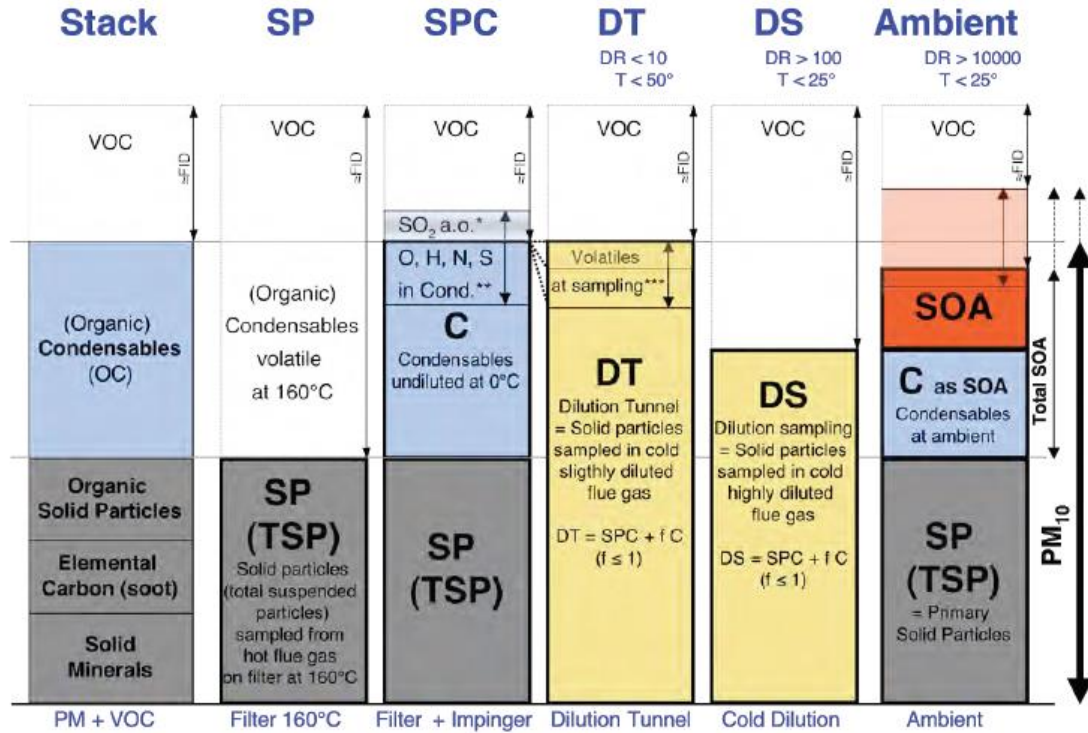 Stack
SP
SPC
DT
DS
Ambient
DR < 10
T < 50°
DR > 100
T < 25°
DR > 10000
T < 25°
VOC
VOC
VOC
VOC
VOC
VOC
≈FID
≈FID
≈FID
≈FID
≈FID
(Organic)
Condensables
(OC)
Organic
Solid Particles
Elemental
Carbon (soot)
Solid
Minerals
PM + VOC
(Organic)
Condensables
volatile
at 160°C
SP
(TSP)
Solid particles
(total suspended
particles)
sampled from
hot flue gas
on filter at 160°C
Filter 160°C
SO₂ a.o.*
O, H, N, S
in Cond.**
C
Condensables
undiluted at 0°C
SP
(TSP)
Filter + Impinger
Volatiles
at sampling***
DT
Dilution Tunnel
= Solid particles
sampled in cold
sligthly diluted
flue gas
DT = SPC + f C
(f ≤ 1)
Dilution Tunnel
DS
Dilution sampling
= Solid particles
sampled in cold
highly diluted
flue gas
DS = SPC + f C
(f ≤ 1)
Cold Dilution
SOA
C as SOA
Condensables
at ambient
SP
(TSP)
= Primary
Solid Particles
Ambient
Total SOA
PM₁₀